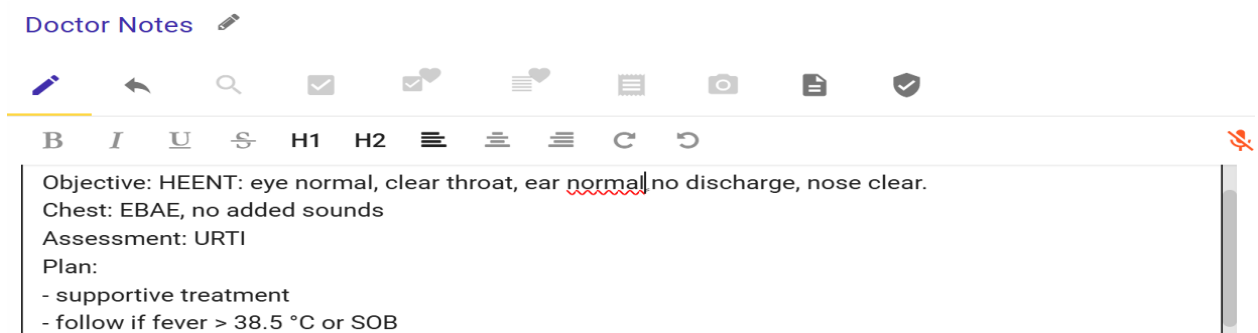 Doctor Notes
B I U S H1 H2
Objective: HEENT: eye normal, clear throat, ear normal,no discharge, nose clear.
Chest: EBAE, no added sounds
Assessment: URTI
Plan:
- supportive treatment
- follow if fever > 38.5 °C or SOB